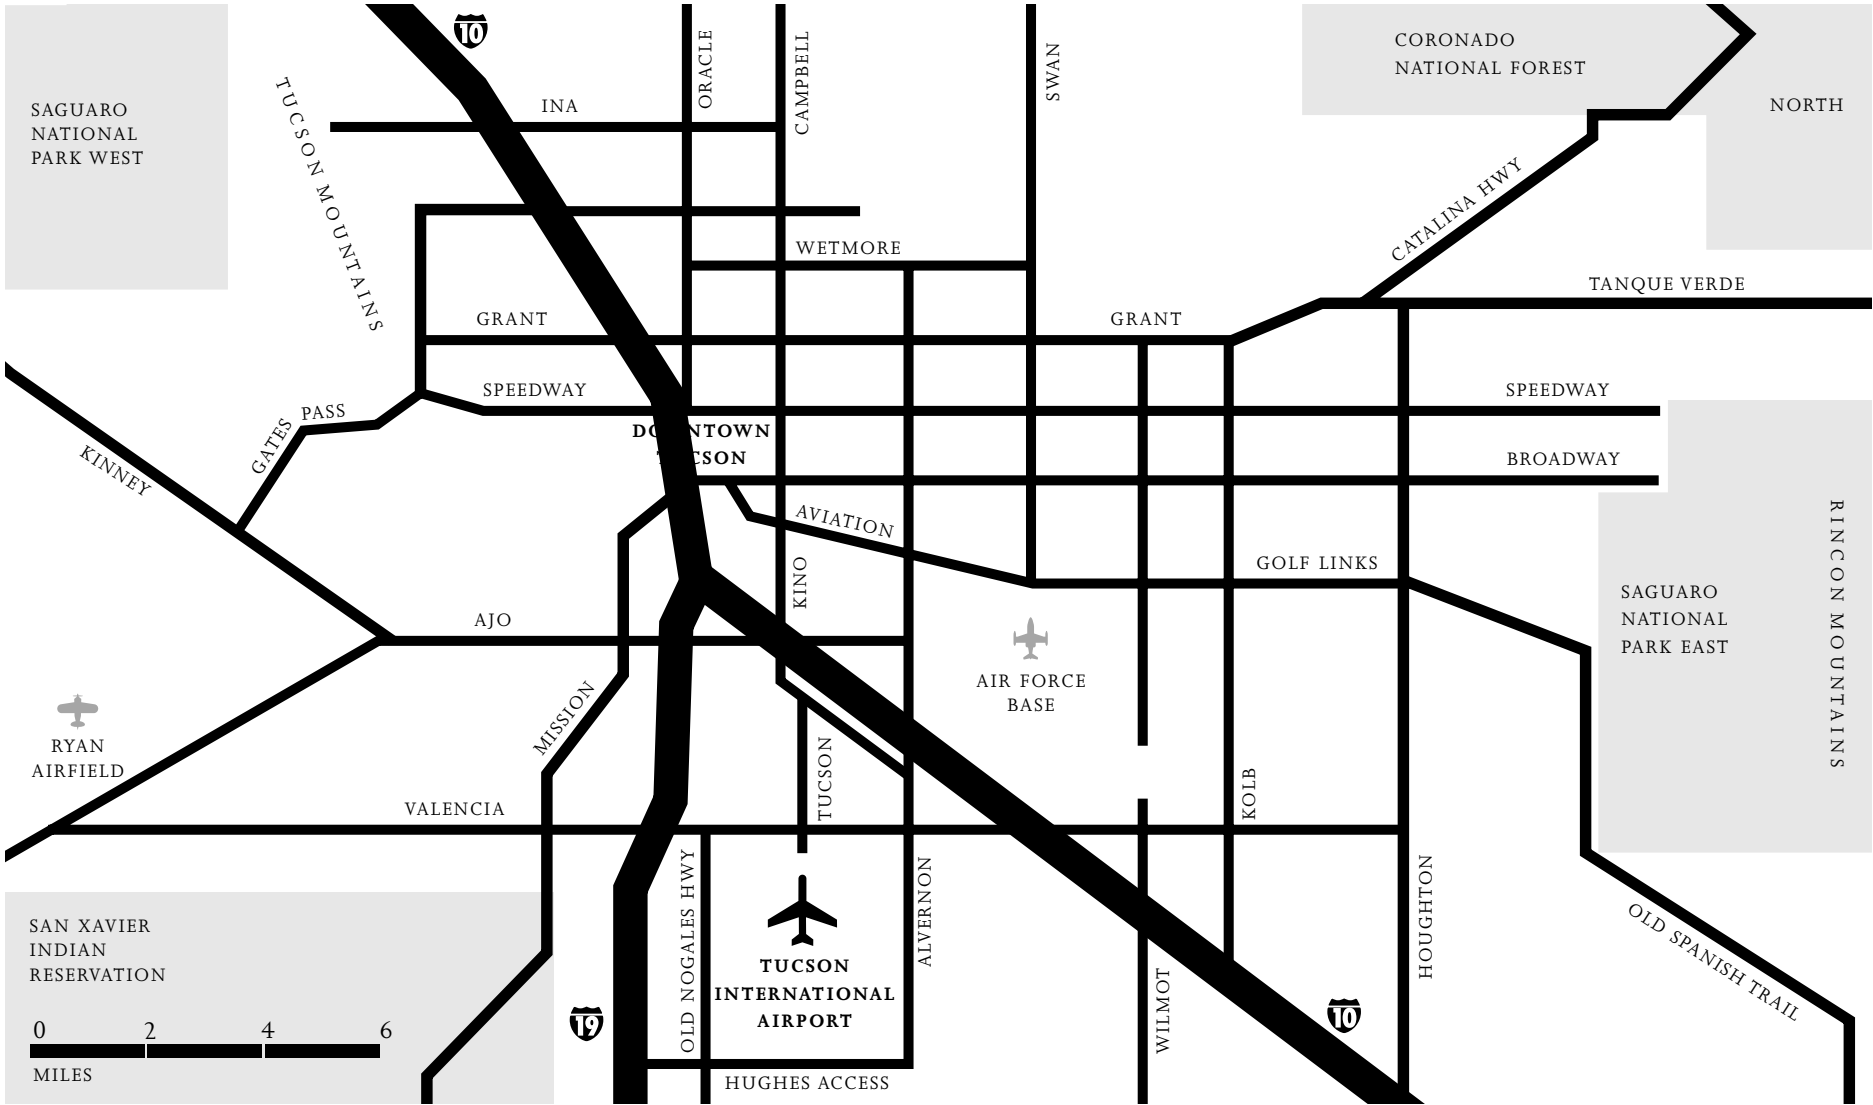 10
ORACLE
CAMPBELL
SWAN
CORONADO
NATIONAL FOREST
NORTH
SAGUARO
NATIONAL
PARK WEST
TUCSON MOUNTAINS
INA
CATALINA HWY
WETMORE
TANQUE VERDE
GRANT
GRANT
SPEEDWAY
SPEEDWAY
GATES PASS
KINNEY
DOWNTOWN
TUCSON
BROADWAY
AVIATION
KINO
GOLF LINKS
RINCON MOUNTAINS
SAGUARO
NATIONAL
PARK EAST
AJO
AIR FORCE
BASE
MISSION
RYAN
AIRFIELD
TUCSON
KOLB
VALENCIA
OLD NOGALES HWY
ALVERNON
HOUGHTON
OLD SPANISH TRAIL
SAN XAVIER
INDIAN
RESERVATION
TUCSON
INTERNATIONAL
AIRPORT
WILMOT
19
10
0 2 4 6
MILES
HUGHES ACCESS